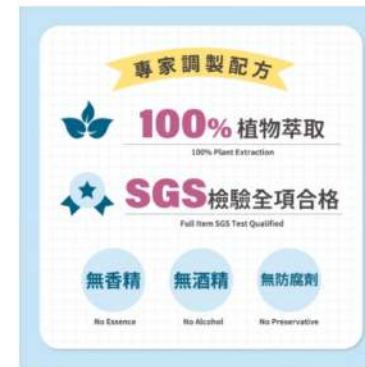 專家調製配方
100%植物萃取
100% Plant Extraction
SGS檢驗全項合格
Full Item SGS Test Qualified
無香精 無酒精 無防腐劑
No Essence No Alcohol No Preservative